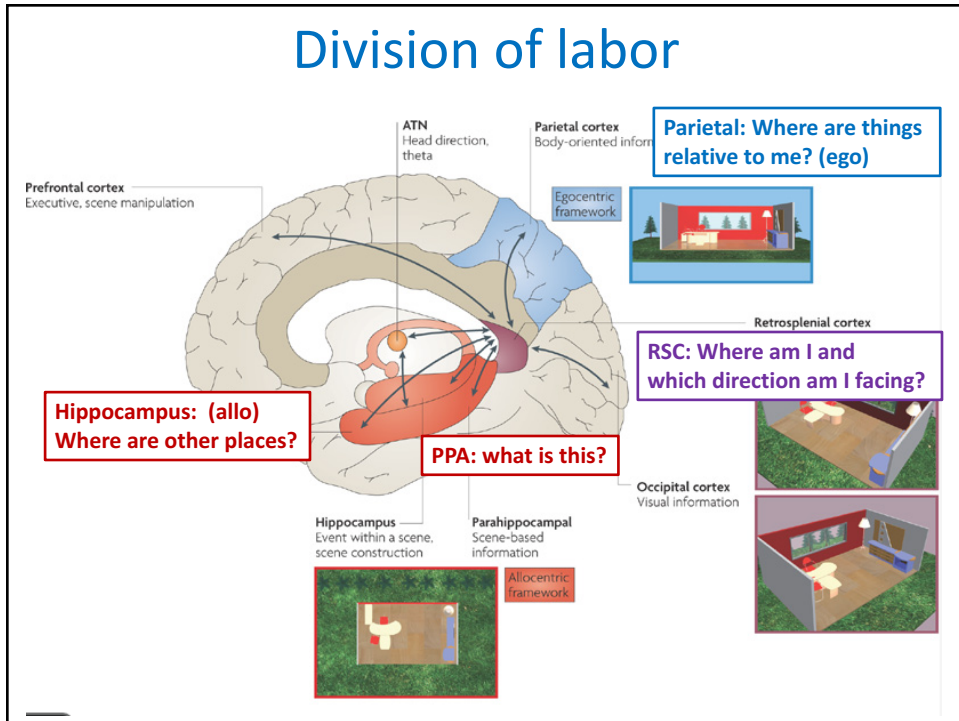 Division of labor
ATN
Head direction,
theta
Parietal cortex
Body-oriented inform
Parietal: Where are things
relative to me? (ego)
Prefrontal cortex
Executive, scene manipulation
Egocentric
framework
Retrosplenial cortex
RSC: Where am I and
which direction am I facing?
Hippocampus: (allo)
Where are other places?
PPA: what is this?
Occipital cortex
Visual information
Hippocampus
Event within a scene,
scene construction
Parahippocampal
Scene-based
information
Allocentric
framework